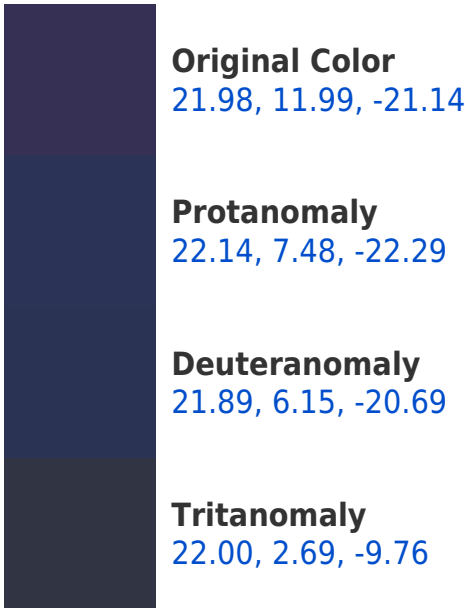 Original Color
21.98, 11.99, -21.14
Protanomaly
22.14, 7.48, -22.29
Deuteranomaly
21.89, 6.15, -20.69
Tritanomaly
22.00, 2.69, -9.76